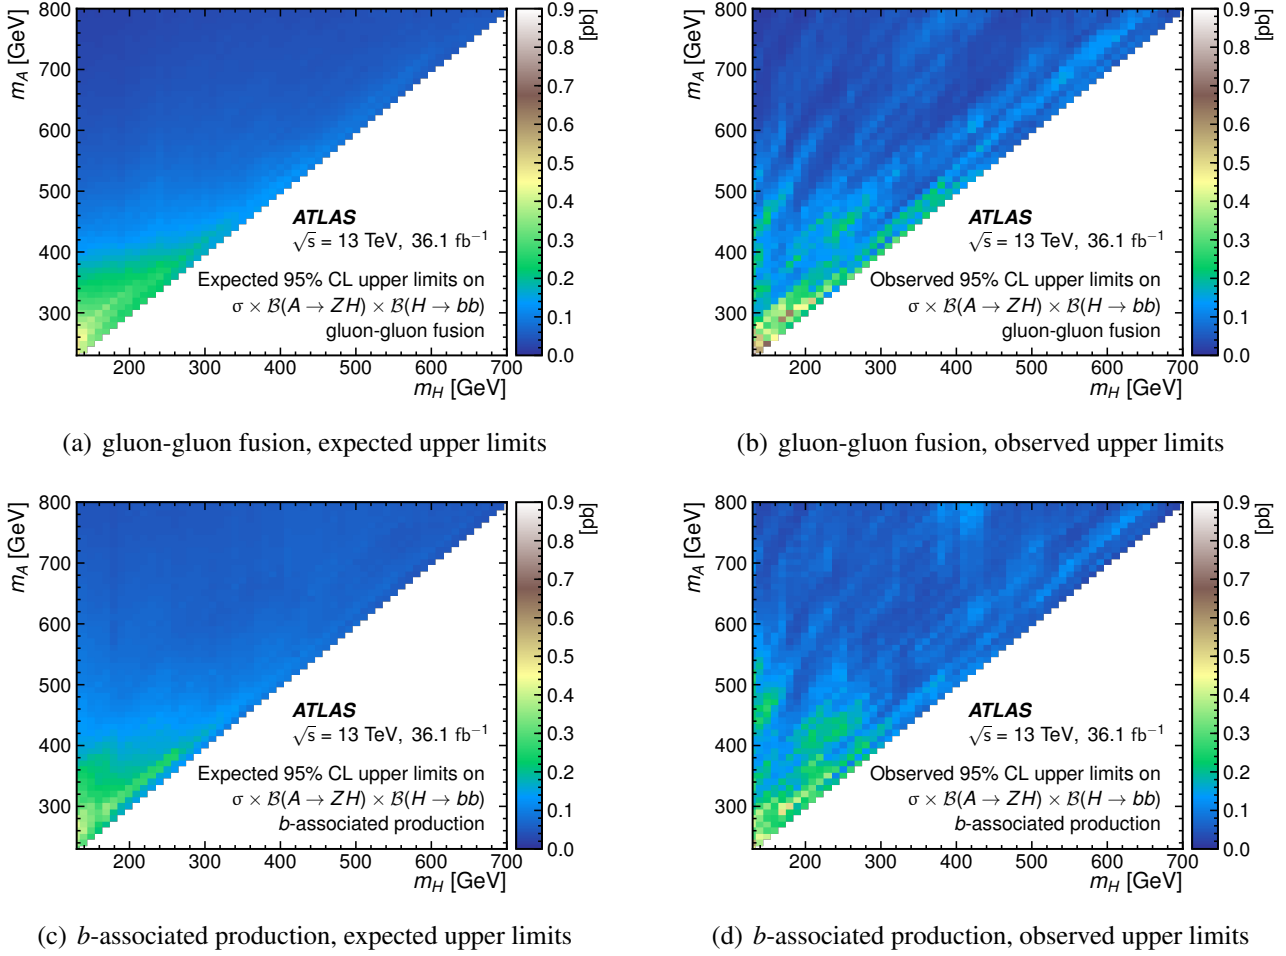 m_A [GeV]
800
700
600
500
400
300
200 300 400 500 600 700
m_H [GeV]
0.9
0.8
0.7
0.6
0.5
0.4
0.3
0.2
0.1
0.0
[pb]
ATLAS
√s = 13 TeV, 36.1 fb⁻¹
Expected 95% CL upper limits on
σ × B(A → ZH) × B(H → bb)
gluon-gluon fusion
(a) gluon-gluon fusion, expected upper limits
m_A [GeV]
800
700
600
500
400
300
200 300 400 500 600 700
m_H [GeV]
0.9
0.8
0.7
0.6
0.5
0.4
0.3
0.2
0.1
0.0
[pb]
ATLAS
√s = 13 TeV, 36.1 fb⁻¹
Observed 95% CL upper limits on
σ × B(A → ZH) × B(H → bb)
gluon-gluon fusion
(b) gluon-gluon fusion, observed upper limits
m_A [GeV]
800
700
600
500
400
300
200 300 400 500 600 700
m_H [GeV]
0.9
0.8
0.7
0.6
0.5
0.4
0.3
0.2
0.1
0.0
[pb]
ATLAS
√s = 13 TeV, 36.1 fb⁻¹
Expected 95% CL upper limits on
σ × B(A → ZH) × B(H → bb)
b-associated production
(c) b-associated production, expected upper limits
m_A [GeV]
800
700
600
500
400
300
200 300 400 500 600 700
m_H [GeV]
0.9
0.8
0.7
0.6
0.5
0.4
0.3
0.2
0.1
0.0
[pb]
ATLAS
√s = 13 TeV, 36.1 fb⁻¹
Observed 95% CL upper limits on
σ × B(A → ZH) × B(H → bb)
b-associated production
(d) b-associated production, observed upper limits